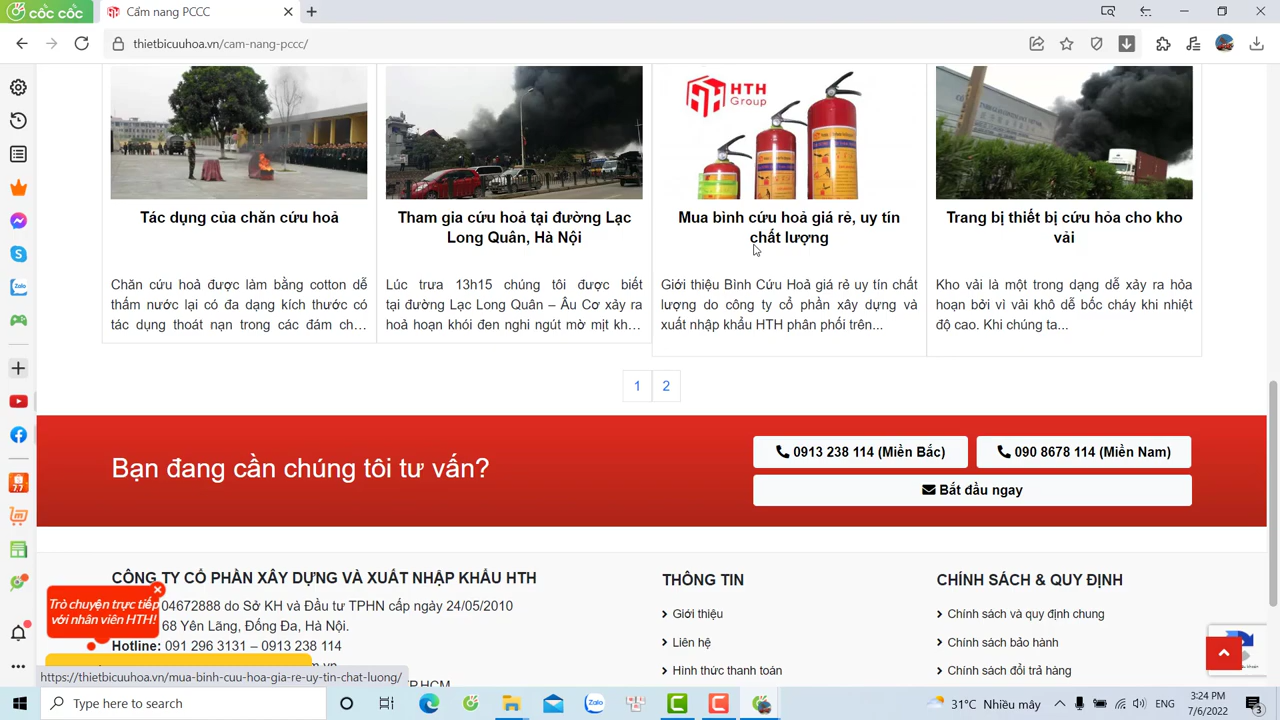 CỐC CỐC
Cẩm nang PCCC
thietbicuuhoa.vn/cam-nang-pccc/
HTH
Group
Tác dụng của chăn cứu hoả
Chăn cứu hoả được làm bằng cotton dễ
thấm nước lại có đa dạng kích thước có
tác dụng thoát nạn trong các đám ch...
Tham gia cứu hoả tại đường Lạc
Long Quân, Hà Nội
Lúc trưa 13h15 chúng tôi được biết
tại đường Lạc Long Quân – Âu Cơ xảy ra
hoả hoạn khói đen nghi ngút mờ mịt kh...
Mua bình cứu hoả giá rẻ, uy tín
chất lượng
Giới thiệu Bình Cứu Hoả giá rẻ uy tín chất
lượng do công ty cổ phần xây dựng và
xuất nhập khẩu HTH phân phối trên...
Trang bị thiết bị cứu hỏa cho kho
vải
Kho vải là một trong dạng dễ xảy ra hỏa
hoạn bởi vì vải khô dễ bốc cháy khi nhiệt
độ cao. Khi chúng ta...
1 2
Bạn đang cần chúng tôi tư vấn?
0913 238 114 (Miền Bắc)
090 8678 114 (Miền Nam)
Bắt đầu ngay
CÔNG TY CỔ PHẦN XÂY DỰNG VÀ XUẤT NHẬP KHẨU HTH
04672888 do Sở KH và Đầu tư TPHN cấp ngày 24/05/2010
68 Yên Lãng, Đống Đa, Hà Nội.
Hotline: 091 296 3131 – 0913 238 114
Trò chuyện trực tiếp
với nhân viên HTH!
THÔNG TIN
Giới thiệu
Liên hệ
Hình thức thanh toán
CHÍNH SÁCH & QUY ĐỊNH
Chính sách và quy định chung
Chính sách bảo hành
Chính sách đổi trả hàng
https://thietbicuuhoa.vn/mua-binh-cuu-hoa-gia-re-uy-tin-chat-luong/
Zalo
7.7
Type here to search
31°C Nhiều mây
ENG
3:24 PM
7/6/2022
3